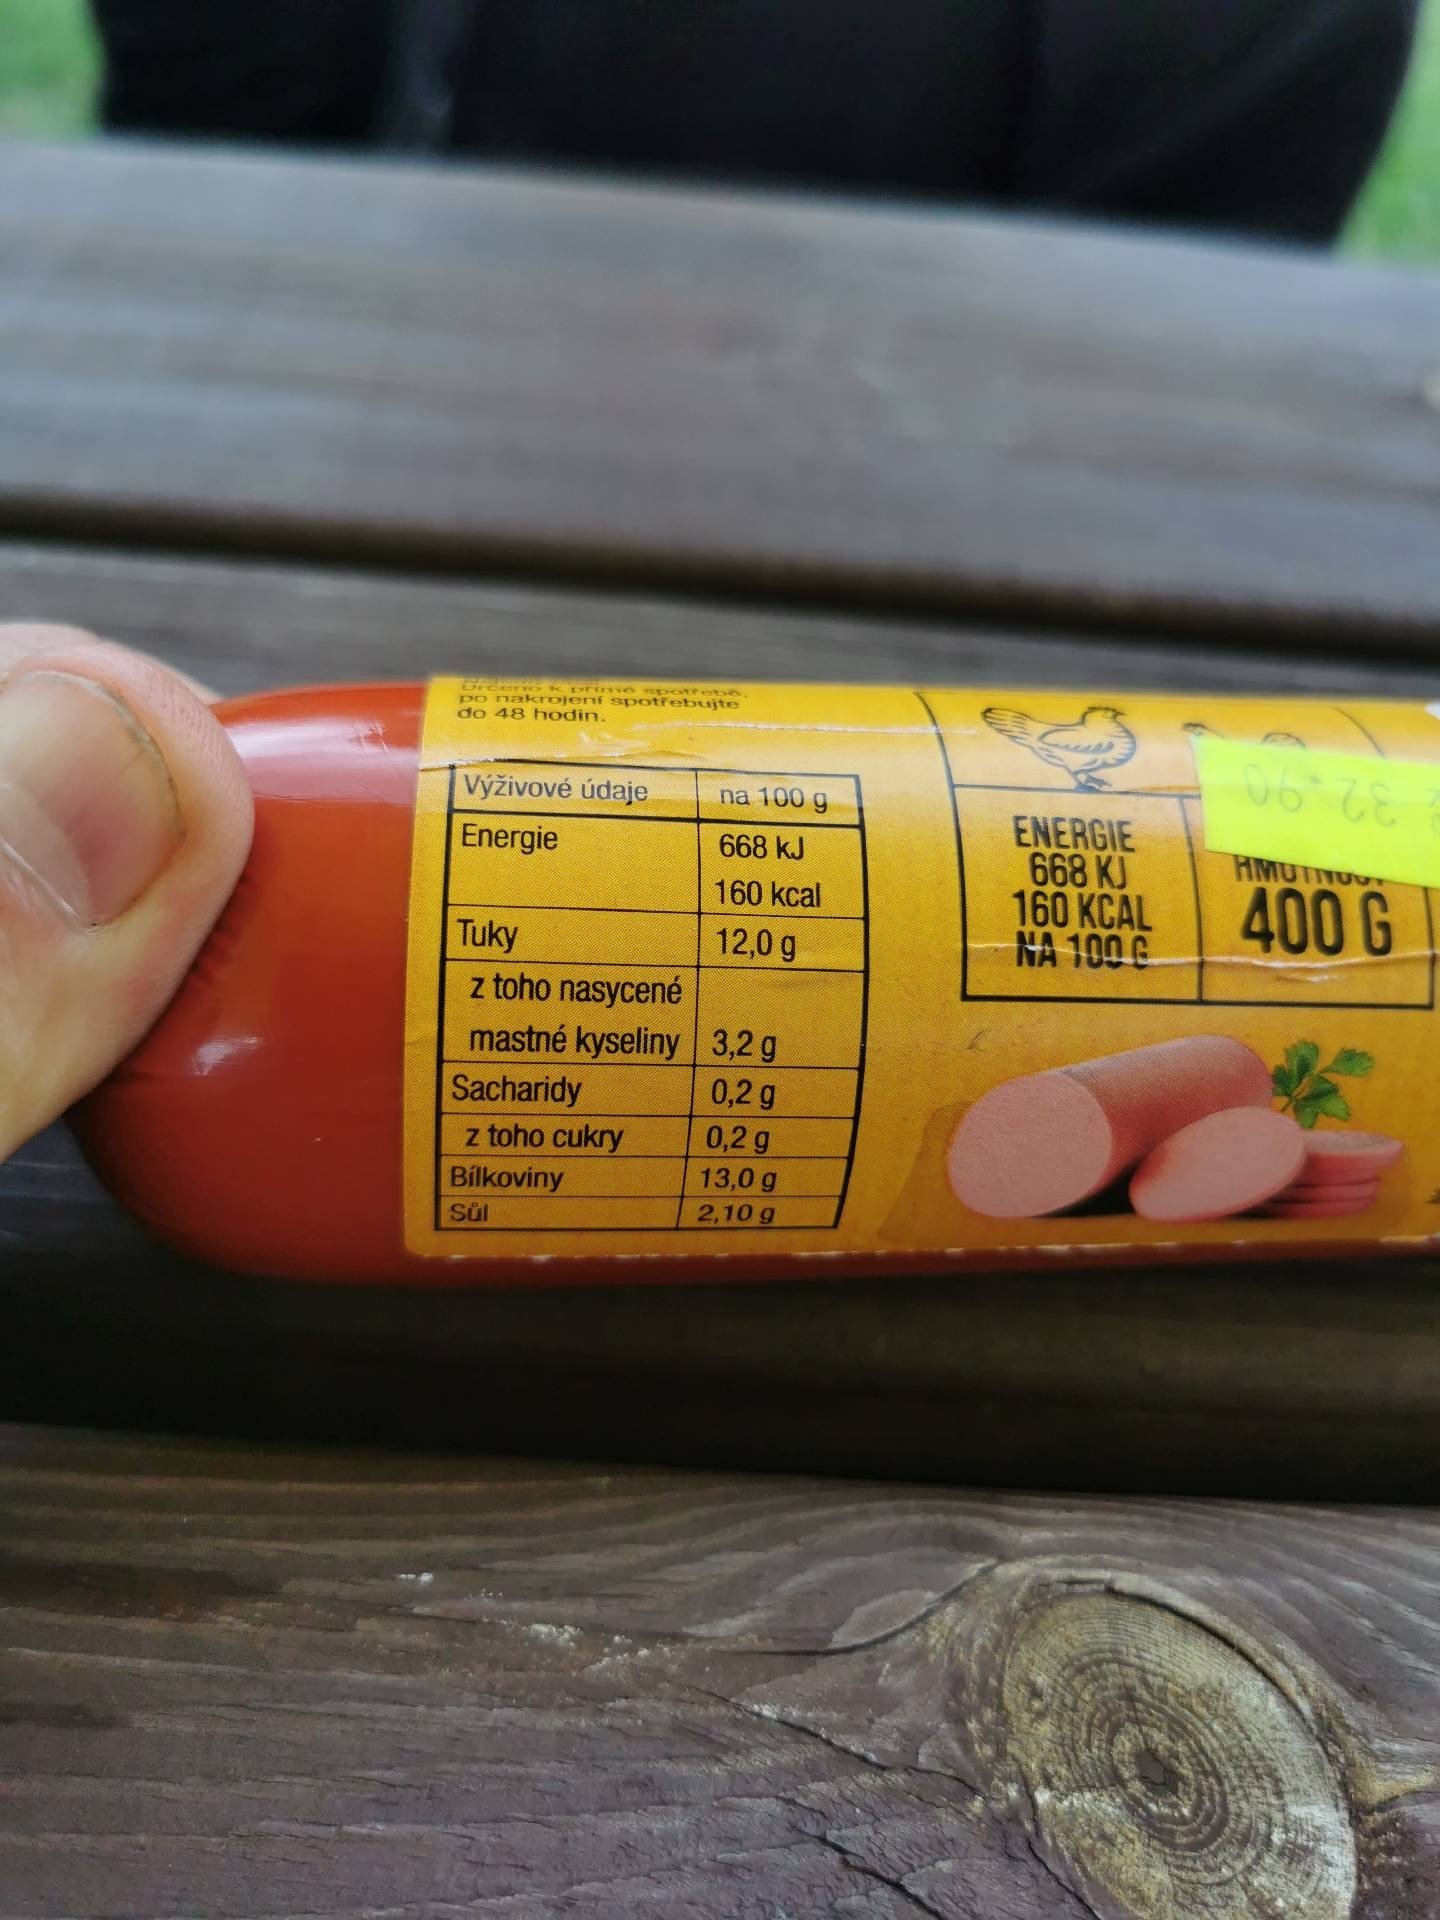 Určeno k přímé spotřebě,
po nakrojení spotřebujte
do 48 hodin.
Výživové údaje na 100 g
Energie 668 kJ
160 kcal
Tuky 12,0 g
z toho nasycené
mastné kyseliny 3,2 g
Sacharidy 0,2 g
z toho cukry 0,2 g
Bílkoviny 13,0 g
Sůl 2,10 g
ENERGIE
668 KJ
160 KCAL
NA 100 G
32.90
400 G